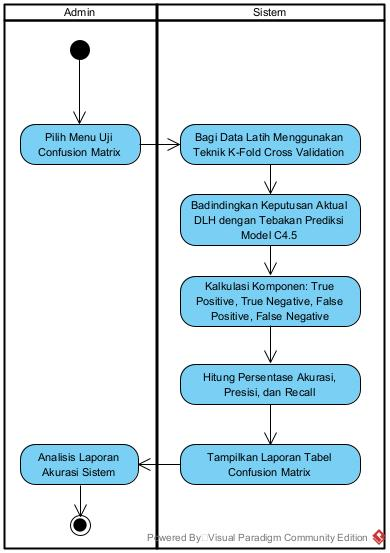 Admin
Sistem
Pilih Menu Uji
Confusion Matrix
Bagi Data Latih Menggunakan
Teknik K-Fold Cross Validation
Badindingkan Keputusan Aktual
DLH dengan Tebakan Prediksi
Model C4.5
Kalkulasi Komponen: True
Positive, True Negative, False
Positive, False Negative
Hitung Persentase Akurasi,
Presisi, dan Recall
Tampilkan Laporan Tabel
Confusion Matrix
Analisis Laporan
Akurasi Sistem
Powered By Visual Paradigm Community Edition